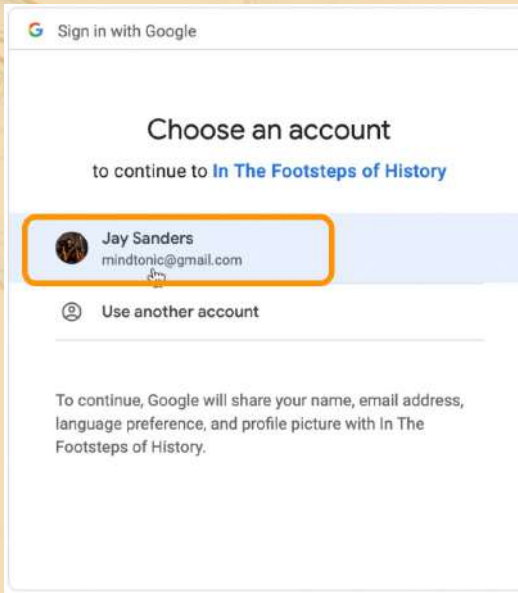 Sign in with Google
Choose an account
to continue to In The Footsteps of History
Jay Sanders
mindtonic@gmail.com
Use another account
To continue, Google will share your name, email address,
language preference, and profile picture with In The
Footsteps of History.